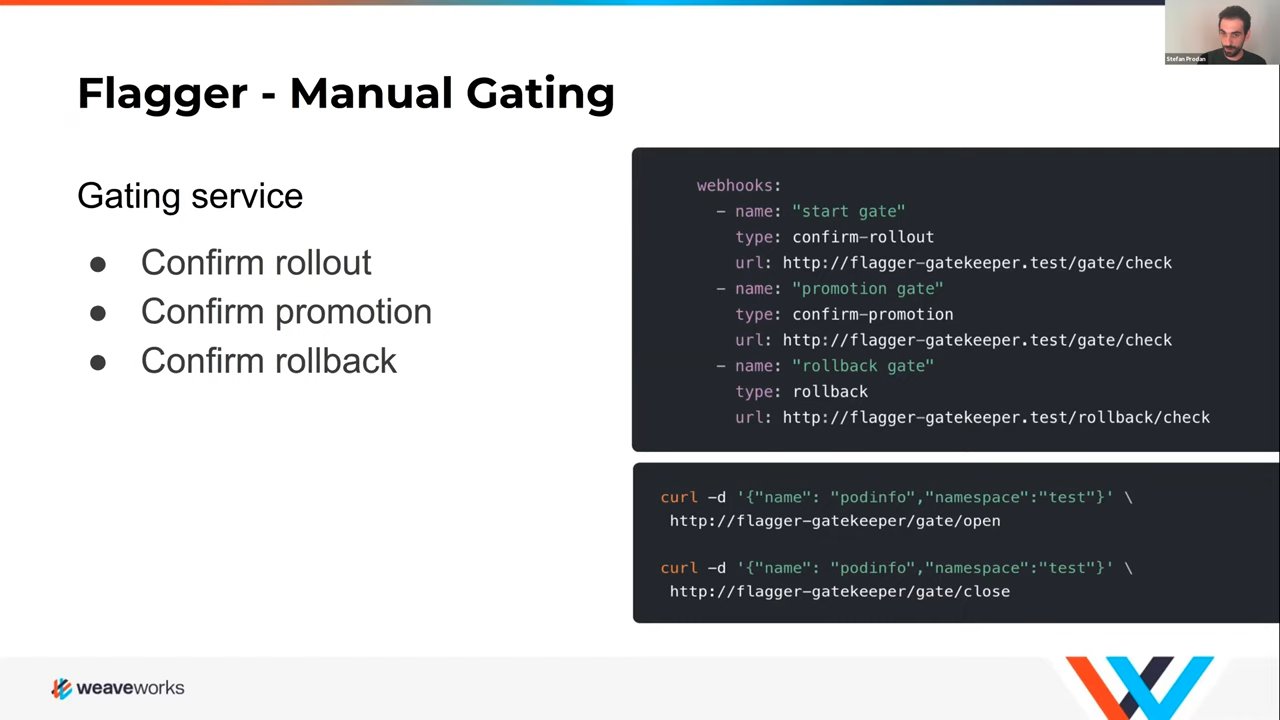 Stefan Prodan
Flagger - Manual Gating
Gating service
● Confirm rollout
● Confirm promotion
● Confirm rollback
webhooks:
- name: "start gate"
type: confirm-rollout
url: http://flagger-gatekeeper.test/gate/check
- name: "promotion gate"
type: confirm-promotion
url: http://flagger-gatekeeper.test/gate/check
- name: "rollback gate"
type: rollback
url: http://flagger-gatekeeper.test/rollback/check
curl -d '{"name": "podinfo","namespace":"test"}' \
http://flagger-gatekeeper/gate/open
curl -d '{"name": "podinfo","namespace":"test"}' \
http://flagger-gatekeeper/gate/close
weaveworks